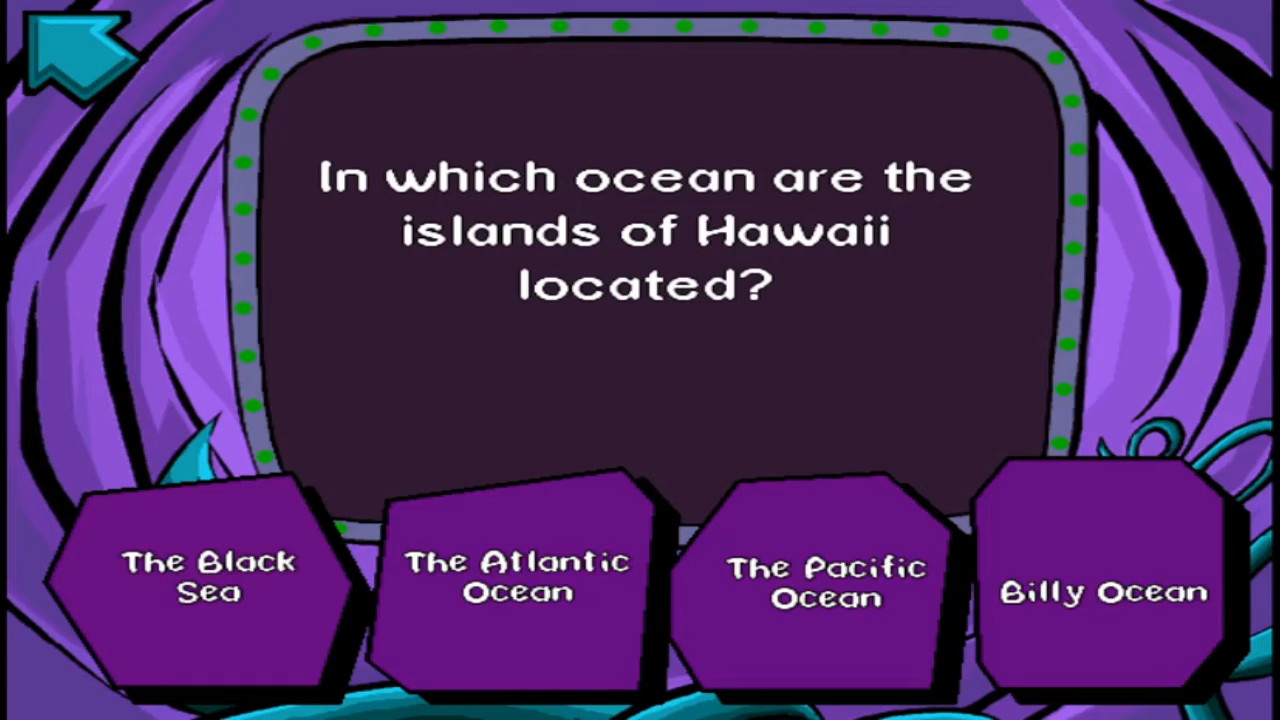 In which ocean are the
islands of Hawaii
located?
The Black
Sea
The Atlantic
Ocean
The Pacific
Ocean
Billy Ocean